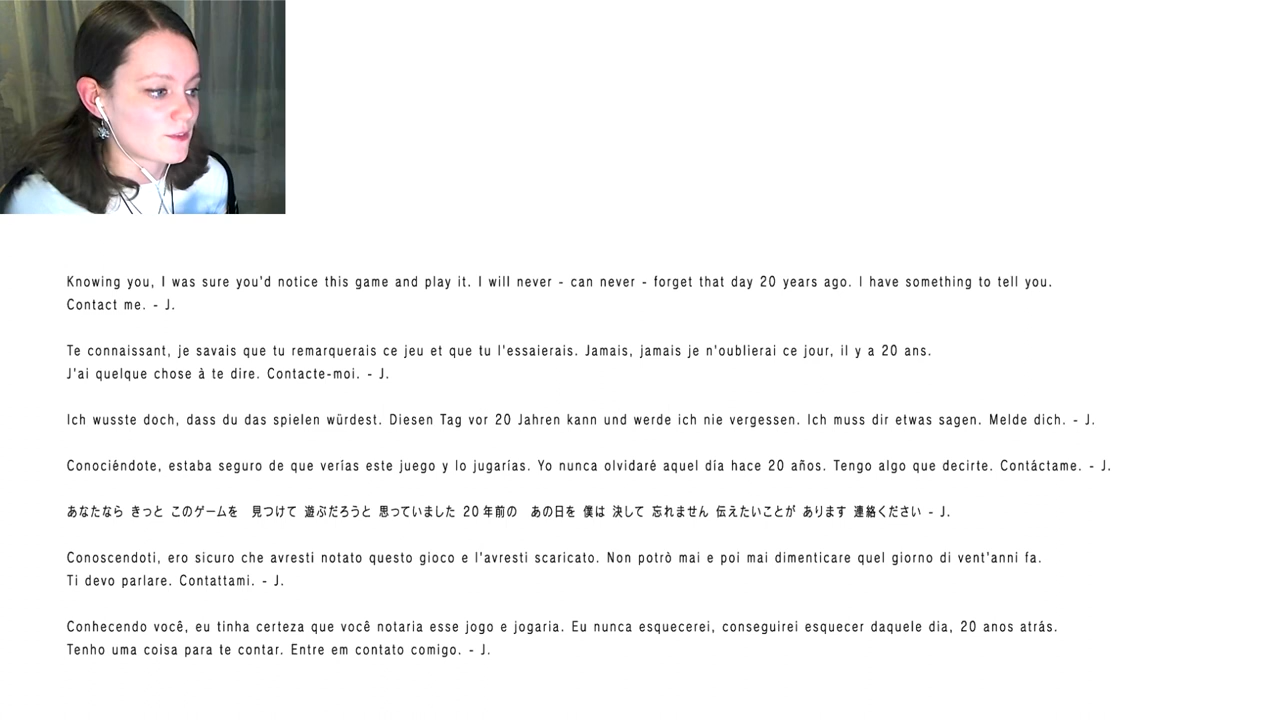 Knowing you, I was sure you'd notice this game and play it. I will never - can never - forget that day 20 years ago. I have something to tell you.
Contact me. - J.
Te connaissant, je savais que tu remarquerais ce jeu et que tu l'essaierais. Jamais, jamais je n'oublierai ce jour, il y a 20 ans.
J'ai quelque chose à te dire. Contacte-moi. - J.
Ich wusste doch, dass du das spielen würdest. Diesen Tag vor 20 Jahren kann und werde ich nie vergessen. Ich muss dir etwas sagen. Melde dich. - J.
Conociéndote, estaba seguro de que verías este juego y lo jugarías. Yo nunca olvidaré aquel día hace 20 años. Tengo algo que decirte. Contáctame. - J.
あなたなら きっと このゲームを　見つけて 遊ぶだろうと 思っていました 20年前の　あの日を 僕は 決して 忘れません 伝えたいことが あります 連絡ください - J.
Conoscendoti, ero sicuro che avresti notato questo gioco e l'avresti scaricato. Non potrò mai e poi mai dimenticare quel giorno di vent'anni fa.
Ti devo parlare. Contattami. - J.
Conhecendo você, eu tinha certeza que você notaria esse jogo e jogaria. Eu nunca esquecerei, conseguirei esquecer daquele dia, 20 anos atrás.
Tenho uma coisa para te contar. Entre em contato comigo. - J.